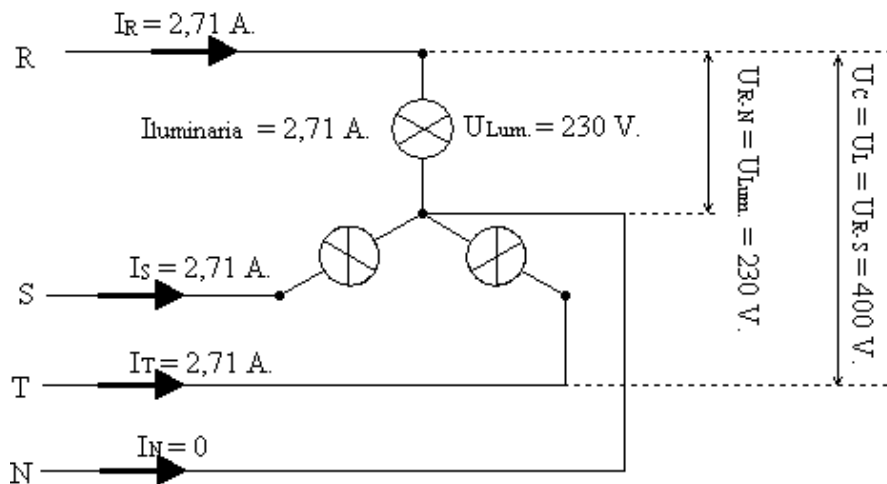 IR = 2,71 A.
R
Iluminaria = 2,71 A.
ULum. = 230 V.
UR-N = ULum. = 230 V.
UC = UL = UR-S = 400 V.
IS = 2,71 A.
S
IT = 2,71 A.
T
IN = 0
N